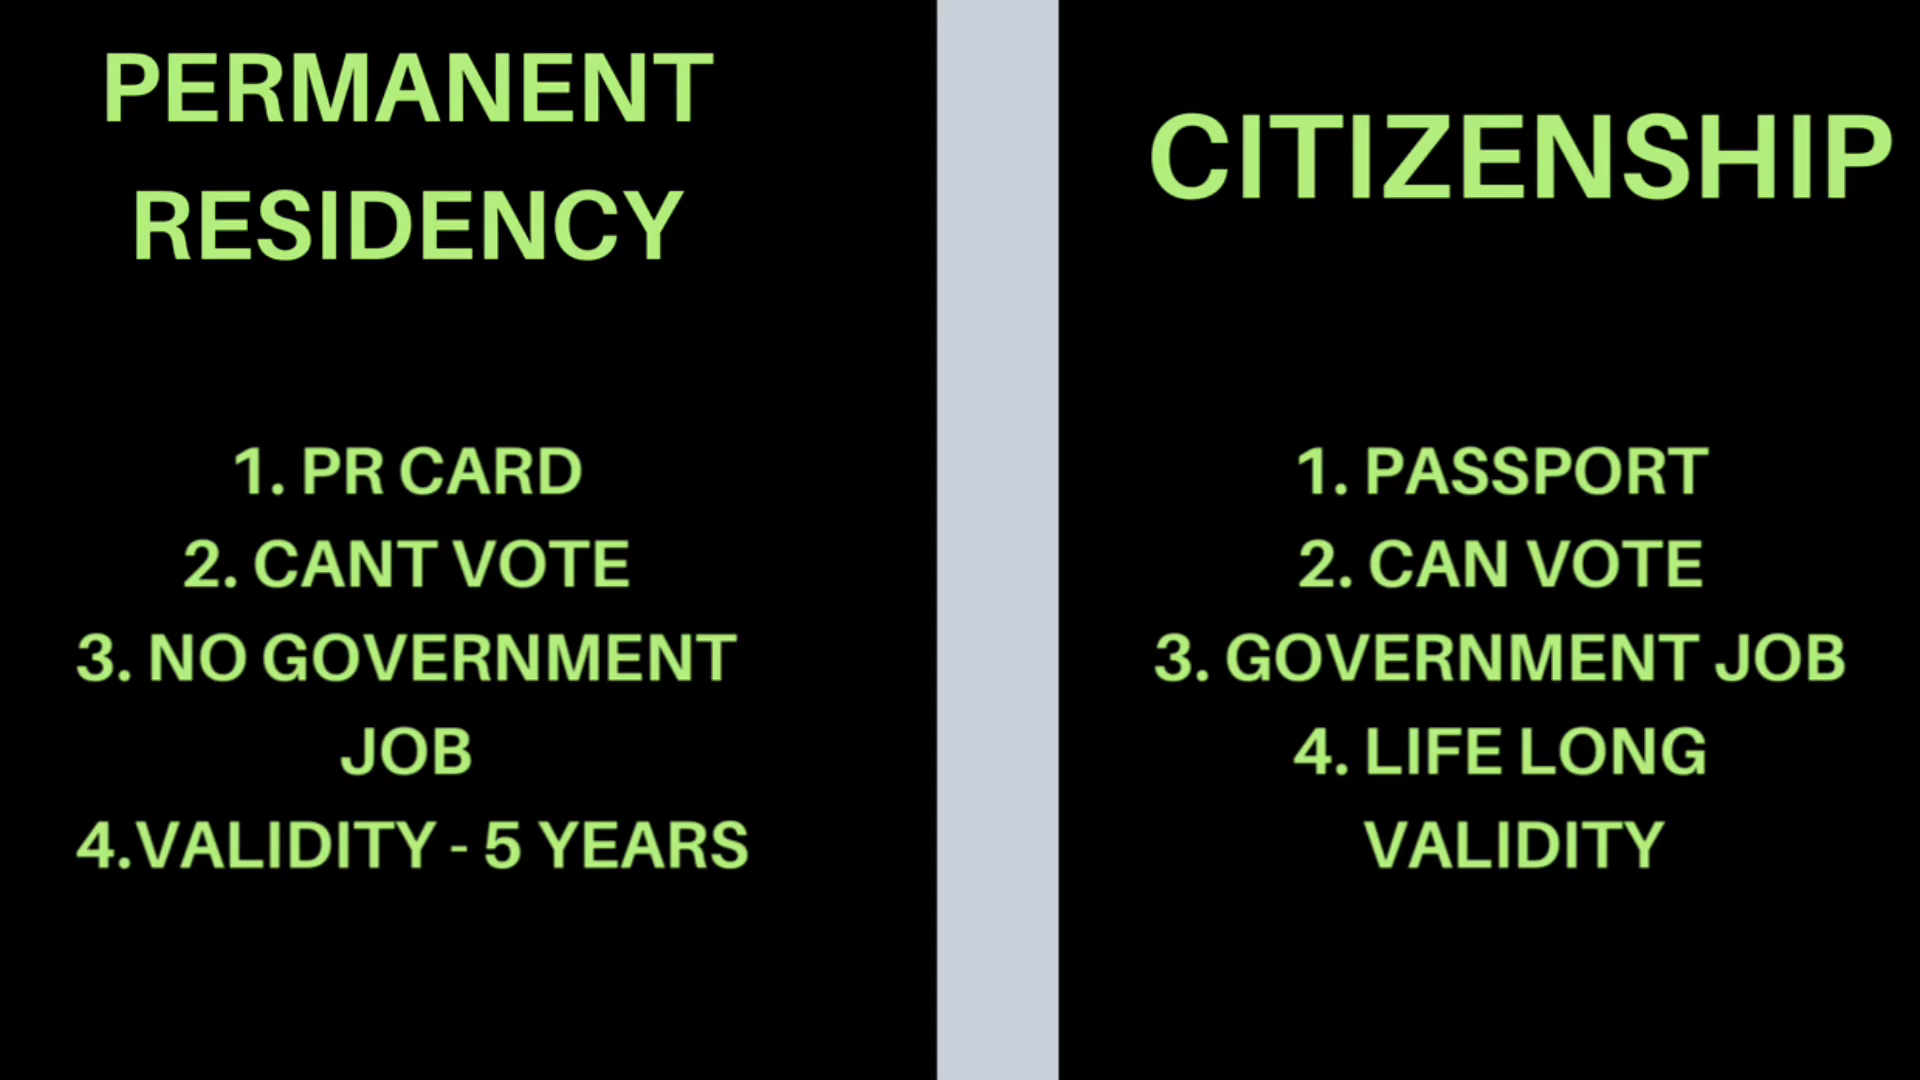 PERMANENT
RESIDENCY
1. PR CARD
2. CANT VOTE
3. NO GOVERNMENT
JOB
4.VALIDITY - 5 YEARS
CITIZENSHIP
1. PASSPORT
2. CAN VOTE
3. GOVERNMENT JOB
4. LIFE LONG
VALIDITY